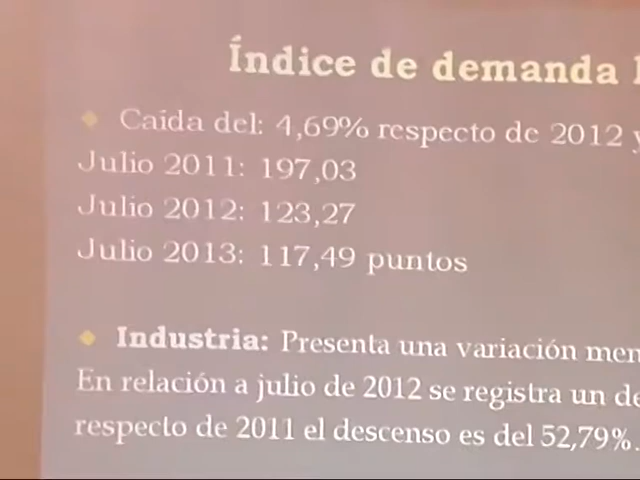 Índice de demanda
Caída del: 4,69% respecto de 2012 y
Julio 2011: 197,03
Julio 2012: 123,27
Julio 2013: 117,49 puntos
Industria: Presenta una variación men
En relación a julio de 2012 se registra un de
respecto de 2011 el descenso es del 52,79%.